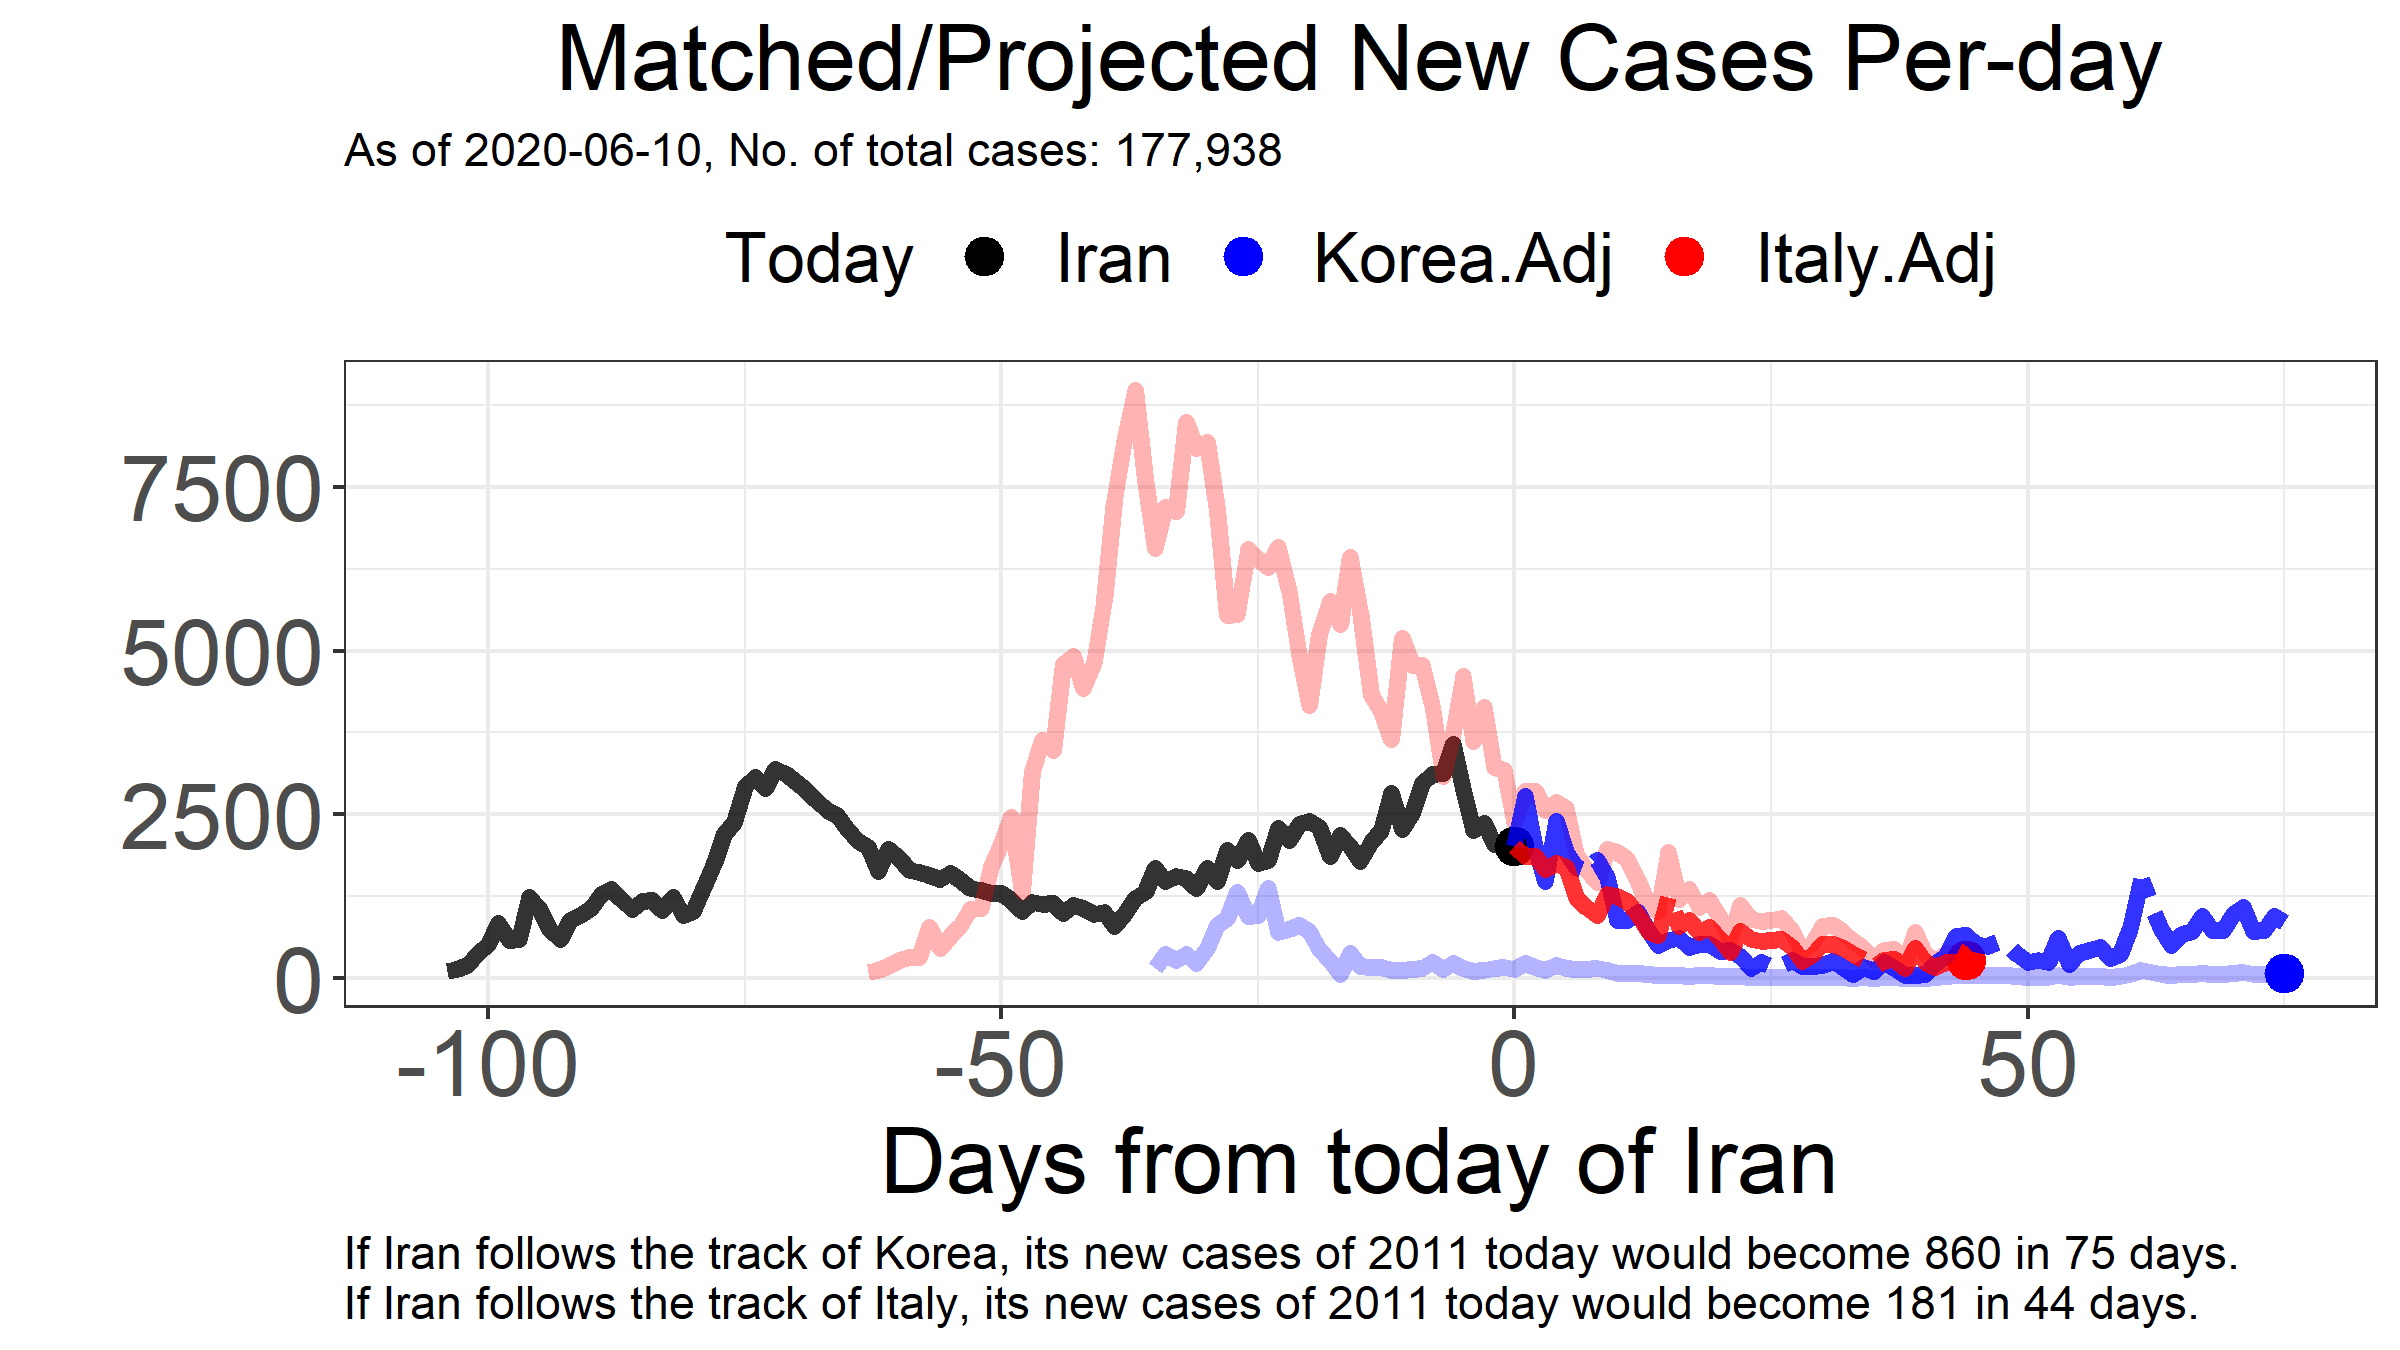 Matched/Projected New Cases Per-day
As of 2020-06-10, No. of total cases: 177,938
Today Iran Korea.Adj Italy.Adj
7500
5000
2500
0
-100 -50 0 50
Days from today of Iran
If Iran follows the track of Korea, its new cases of 2011 today would become 860 in 75 days.
If Iran follows the track of Italy, its new cases of 2011 today would become 181 in 44 days.